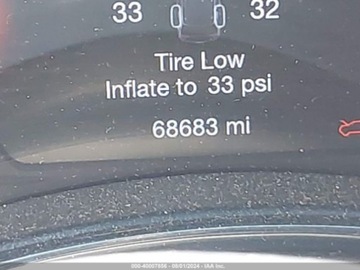 33 32
Tire Low
Inflate to 33 psi
68683 mi